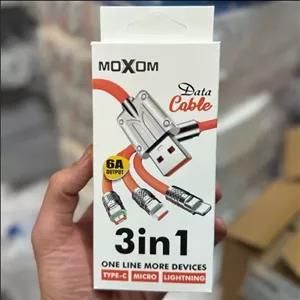 MOXOM
Data
Cable
6A
OUTPUT
3in1
ONE LINE MORE DEVICES
TYPE-C MICRO LIGHTNING